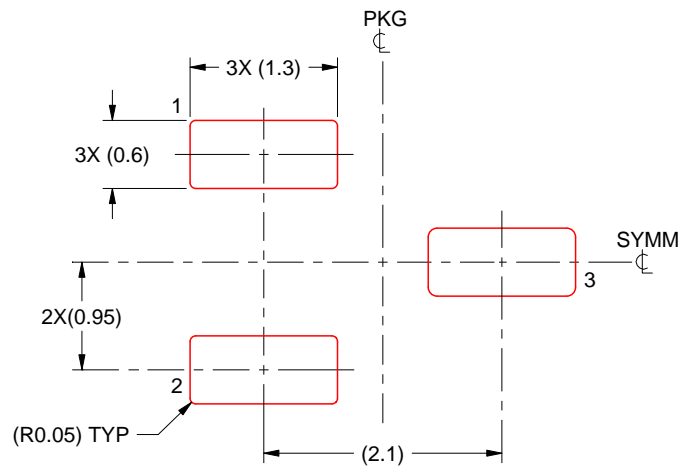 PKG
℄
3X (1.3)
1
3X (0.6)
SYMM
℄
3
2X(0.95)
2
(R0.05) TYP
(2.1)